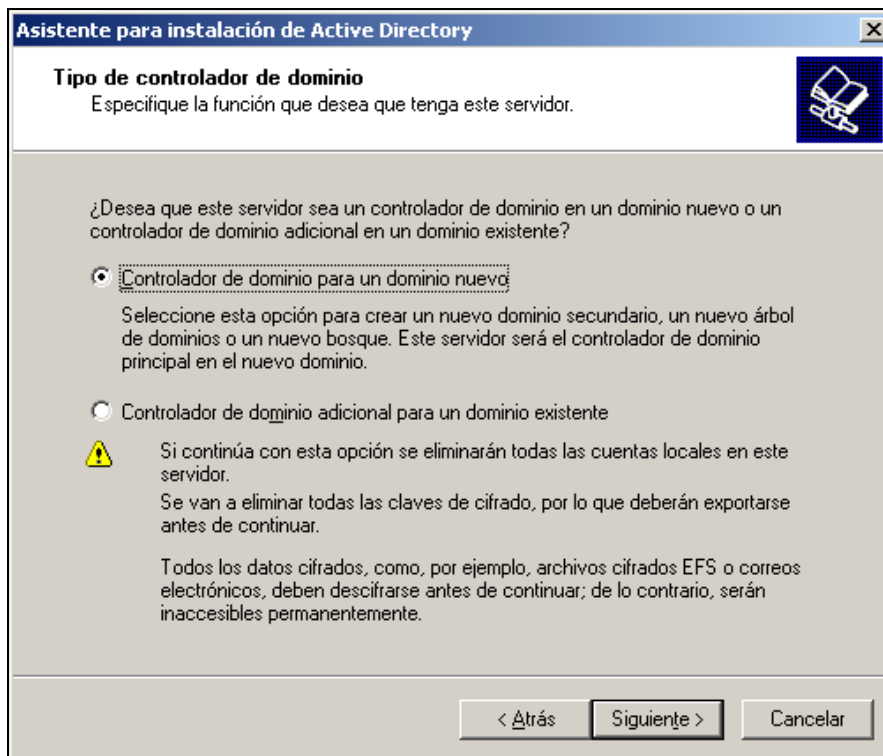 Asistente para instalación de Active Directory
Tipo de controlador de dominio
Especifique la función que desea que tenga este servidor.
¿Desea que este servidor sea un controlador de dominio en un dominio nuevo o un
controlador de dominio adicional en un dominio existente?
Controlador de dominio para un dominio nuevo
Seleccione esta opción para crear un nuevo dominio secundario, un nuevo árbol
de dominios o un nuevo bosque. Este servidor será el controlador de dominio
principal en el nuevo dominio.
Controlador de dominio adicional para un dominio existente
Si continúa con esta opción se eliminarán todas las cuentas locales en este
servidor.
Se van a eliminar todas las claves de cifrado, por lo que deberán exportarse
antes de continuar.
Todos los datos cifrados, como, por ejemplo, archivos cifrados EFS o correos
electrónicos, deben descifrarse antes de continuar; de lo contrario, serán
inaccesibles permanentemente.
< Atrás Siguiente > Cancelar